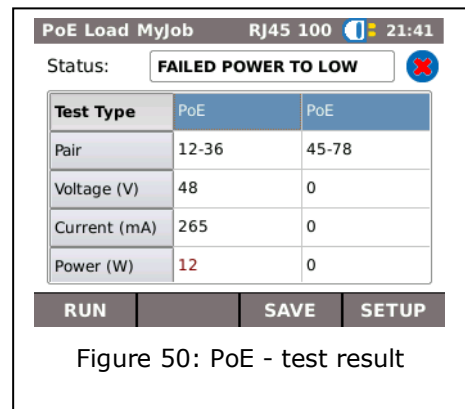 PoE Load MyJob RJ45 100 21:41
Status: FAILED POWER TO LOW
Test Type PoE PoE
Pair 12-36 45-78
Voltage (V) 48 0
Current (mA) 265 0
Power (W) 12 0
RUN SAVE SETUP
Figure 50: PoE - test result